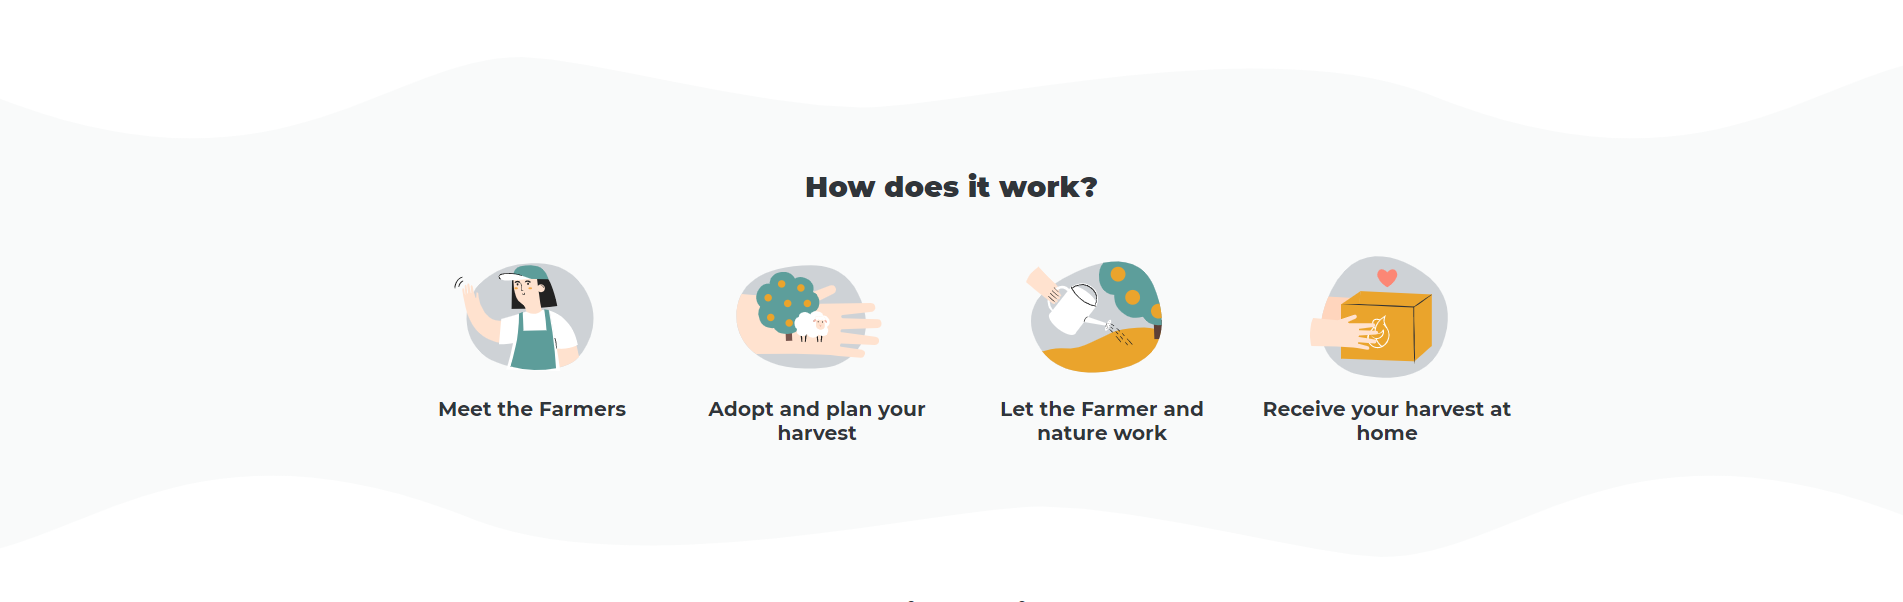 How does it work?
Meet the Farmers
Adopt and plan your
harvest
Let the Farmer and
nature work
Receive your harvest at
home